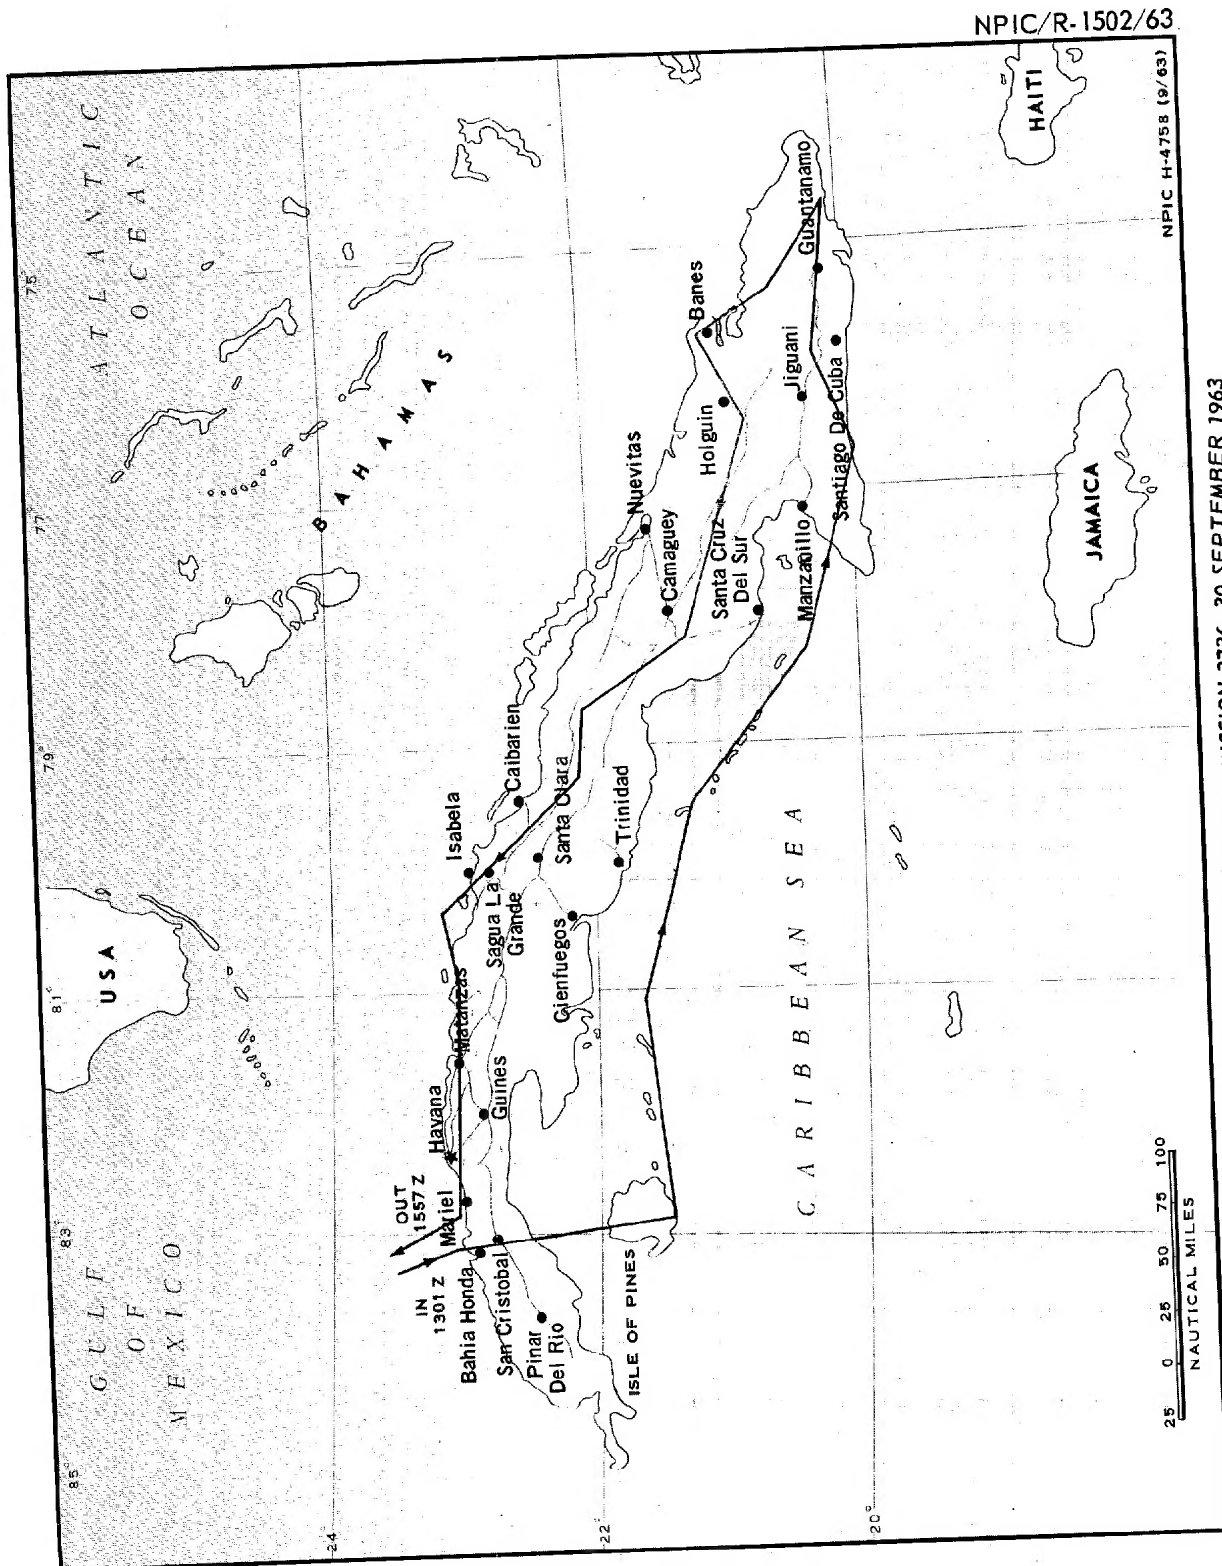 NPIC/R-1502/63
ATLANTIC
OCEAN
GULF
OF
MEXICO
USA
BAHAMAS
85°
83°
81°
79°
77°
75°
24
22
20°
OUT
1557 Z
IN
1301 Z
Havana
Mariel
Bahia Honda
San Cristobal
Pinar
Del Rio
ISLE OF PINES
Guines
Matanzas
Isabela
Sagua La
Grande
Caibarien
Santa Clara
Cienfuegos
Trinidad
Nuevitas
Camaguey
Santa Cruz
Del Sur
Manzanillo
Holguin
Banes
Jiguani
Santiago De Cuba
Guantanamo
CARIBBEAN SEA
JAMAICA
HAITI
25 0 25 50 75 100
NAUTICAL MILES
NPIC H-4758 (9/63)
SEPTEMBER 1963